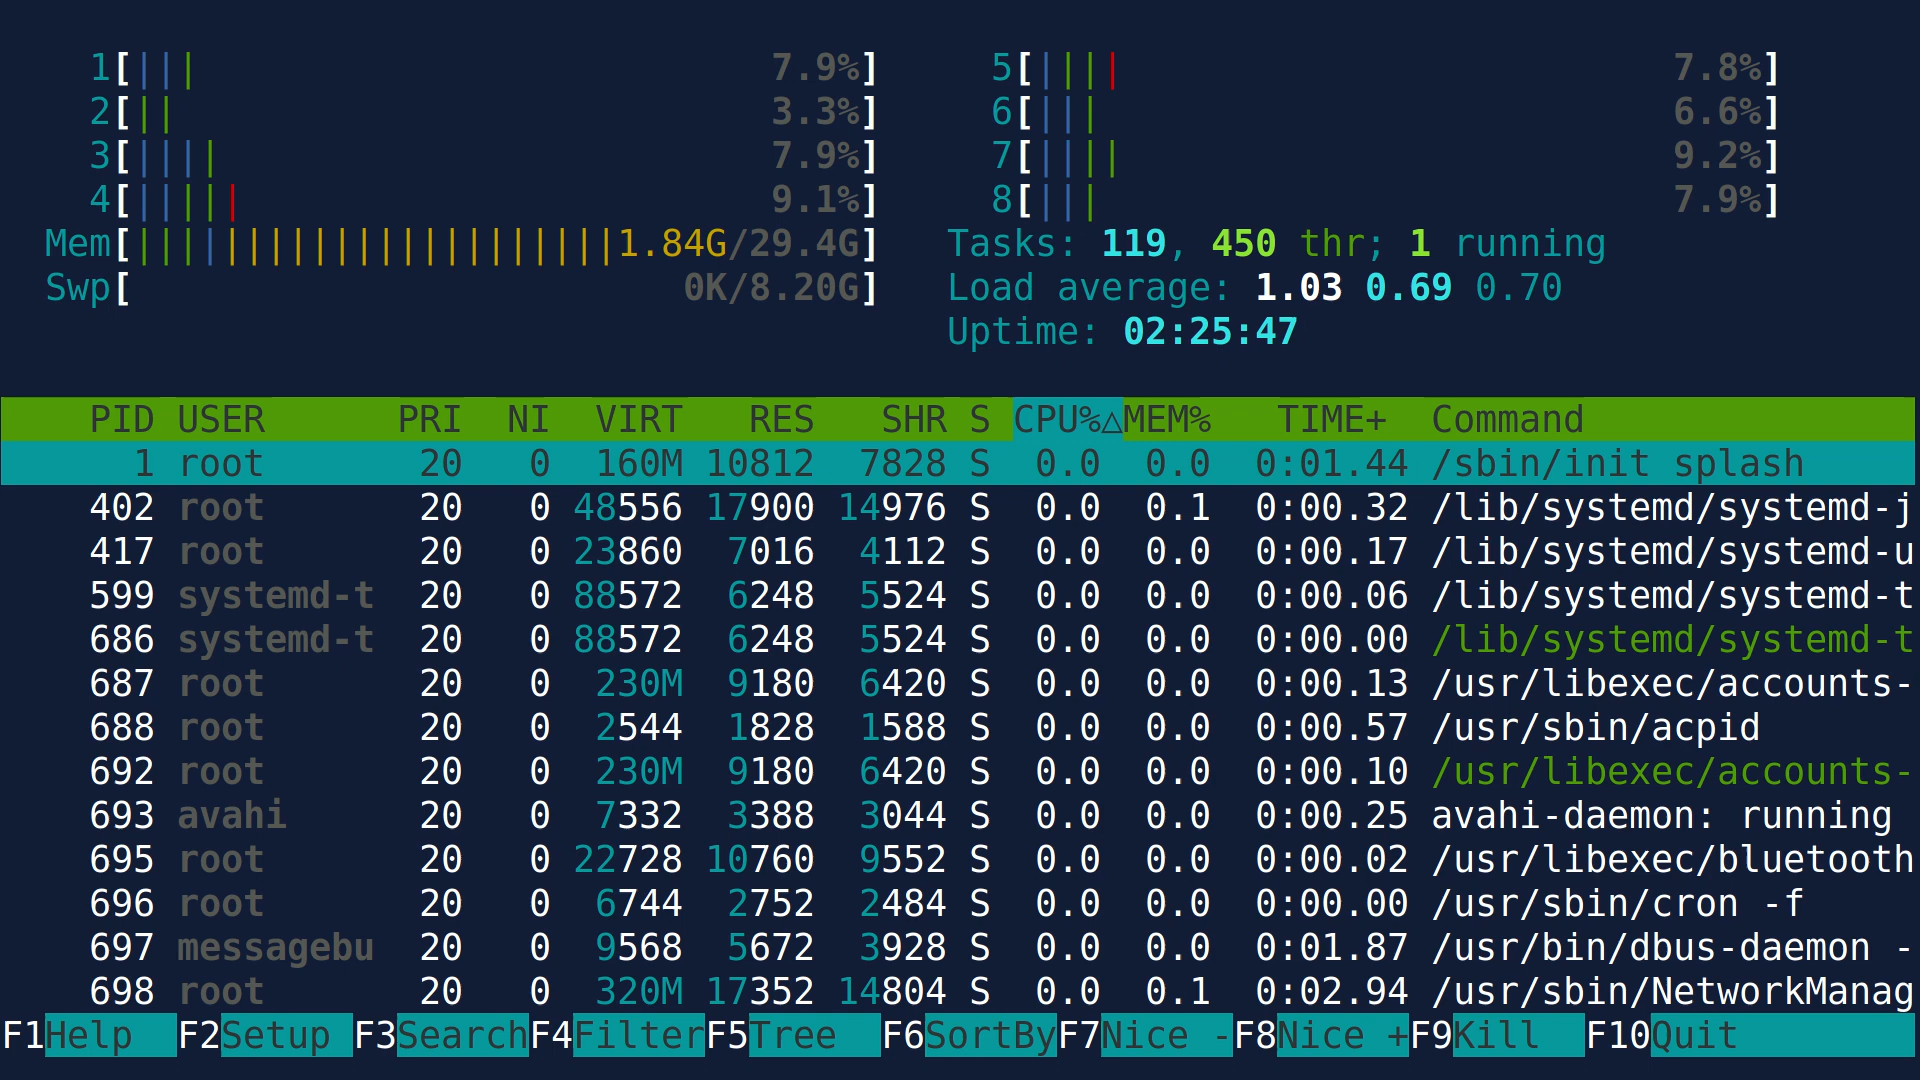 1[||| 7.9%] 5[|||| 7.8%]
2[|| 3.3%] 6[||| 6.6%]
3[|||| 7.9%] 7[|||| 9.2%]
4[||||| 9.1%] 8[||| 7.9%]
Mem[||||||||||||||||||||||1.84G/29.4G] Tasks: 119, 450 thr; 1 running
Swp[ 0K/8.20G] Load average: 1.03 0.69 0.70
Uptime: 02:25:47
PID USER PRI NI VIRT RES SHR S CPU%△MEM% TIME+ Command
1 root 20 0 160M 10812 7828 S 0.0 0.0 0:01.44 /sbin/init splash
402 root 20 0 48556 17900 14976 S 0.0 0.1 0:00.32 /lib/systemd/systemd-j
417 root 20 0 23860 7016 4112 S 0.0 0.0 0:00.17 /lib/systemd/systemd-u
599 systemd-t 20 0 88572 6248 5524 S 0.0 0.0 0:00.06 /lib/systemd/systemd-t
686 systemd-t 20 0 88572 6248 5524 S 0.0 0.0 0:00.00 /lib/systemd/systemd-t
687 root 20 0 230M 9180 6420 S 0.0 0.0 0:00.13 /usr/libexec/accounts-
688 root 20 0 2544 1828 1588 S 0.0 0.0 0:00.57 /usr/sbin/acpid
692 root 20 0 230M 9180 6420 S 0.0 0.0 0:00.10 /usr/libexec/accounts-
693 avahi 20 0 7332 3388 3044 S 0.0 0.0 0:00.25 avahi-daemon: running
695 root 20 0 22728 10760 9552 S 0.0 0.0 0:00.02 /usr/libexec/bluetooth
696 root 20 0 6744 2752 2484 S 0.0 0.0 0:00.00 /usr/sbin/cron -f
697 messagebu 20 0 9568 5672 3928 S 0.0 0.0 0:01.87 /usr/bin/dbus-daemon -
698 root 20 0 320M 17352 14804 S 0.0 0.1 0:02.94 /usr/sbin/NetworkManag
F1Help F2Setup F3SearchF4FilterF5Tree F6SortByF7Nice -F8Nice +F9Kill F10Quit